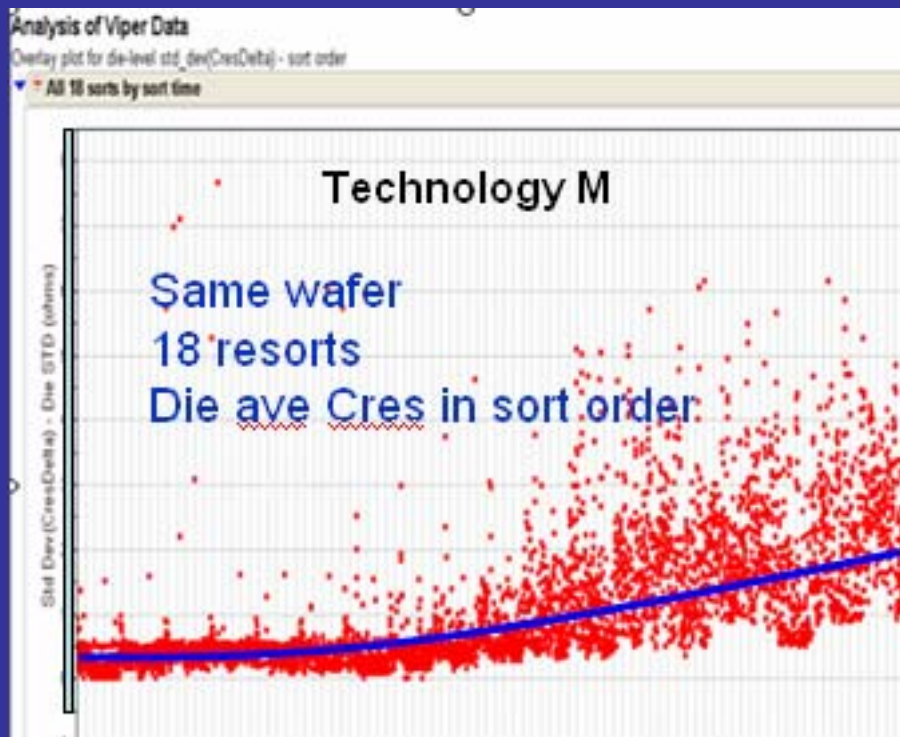 Analysis of Viper Data
Overlay plot for die-level std_dev(CresDelta) - sort order
All 18 sorts by sort time
Technology M
Same wafer
18 resorts
Die ave Cres in sort order
Std Dev(CresDelta) - Die STD (ohms)